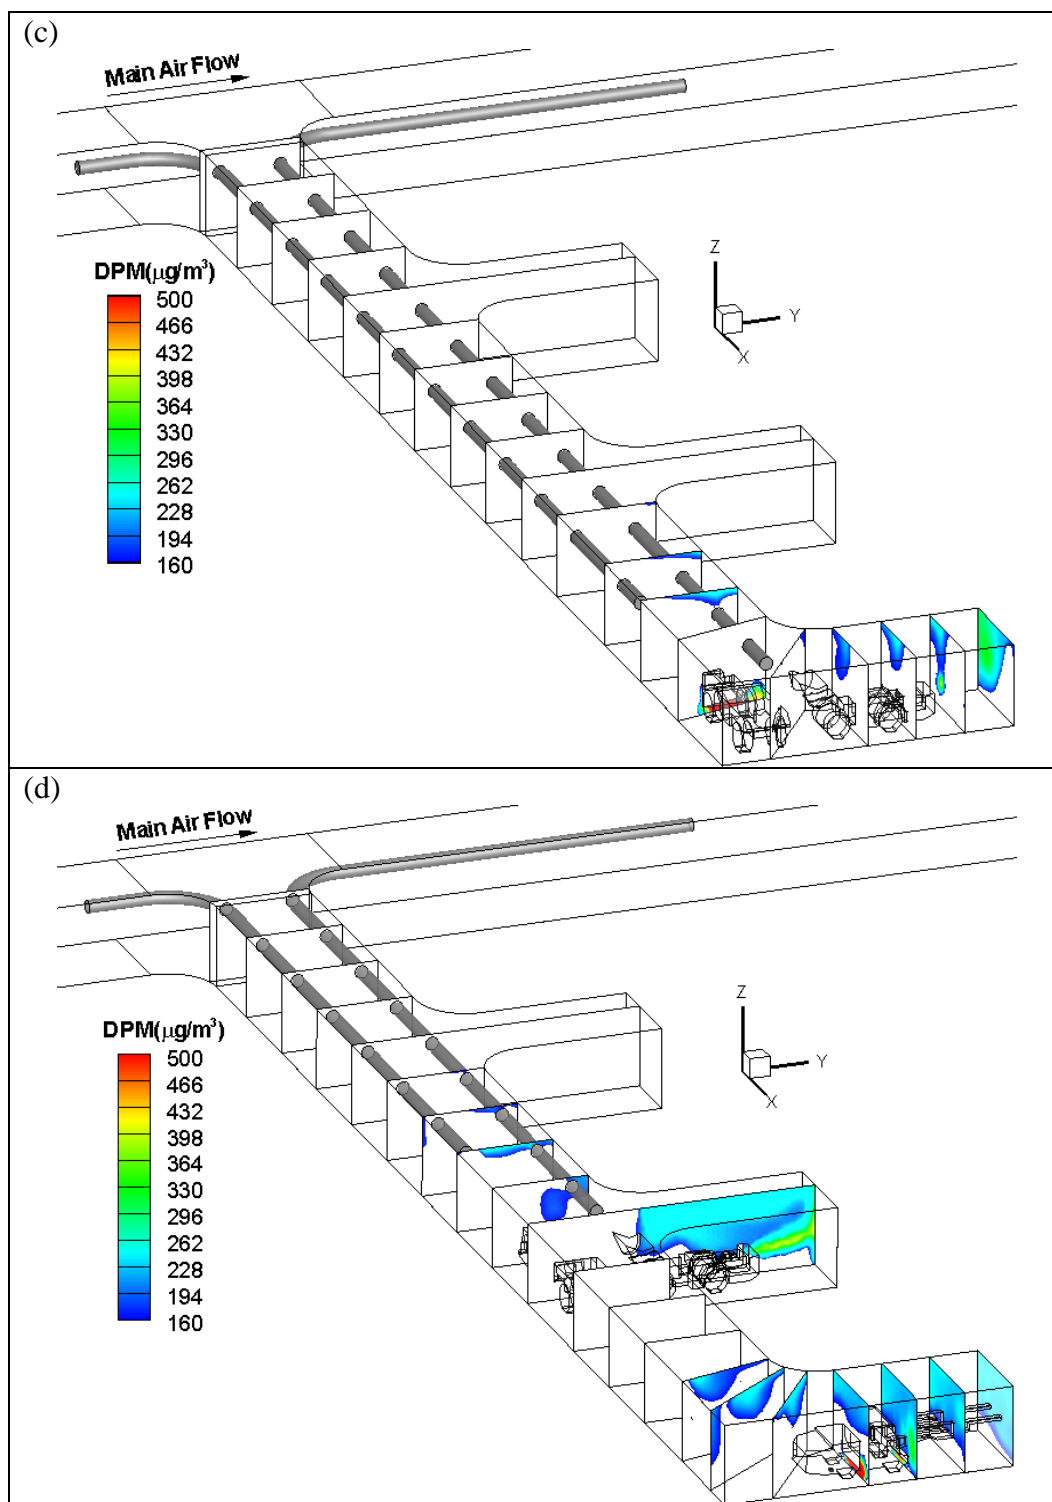 (c)
Main Air Flow
DPM(μg/m³)
500
466
432
398
364
330
296
262
228
194
160
Z
Y
X
(d)
Main Air Flow
DPM(μg/m³)
500
466
432
398
364
330
296
262
228
194
160
Z
Y
X